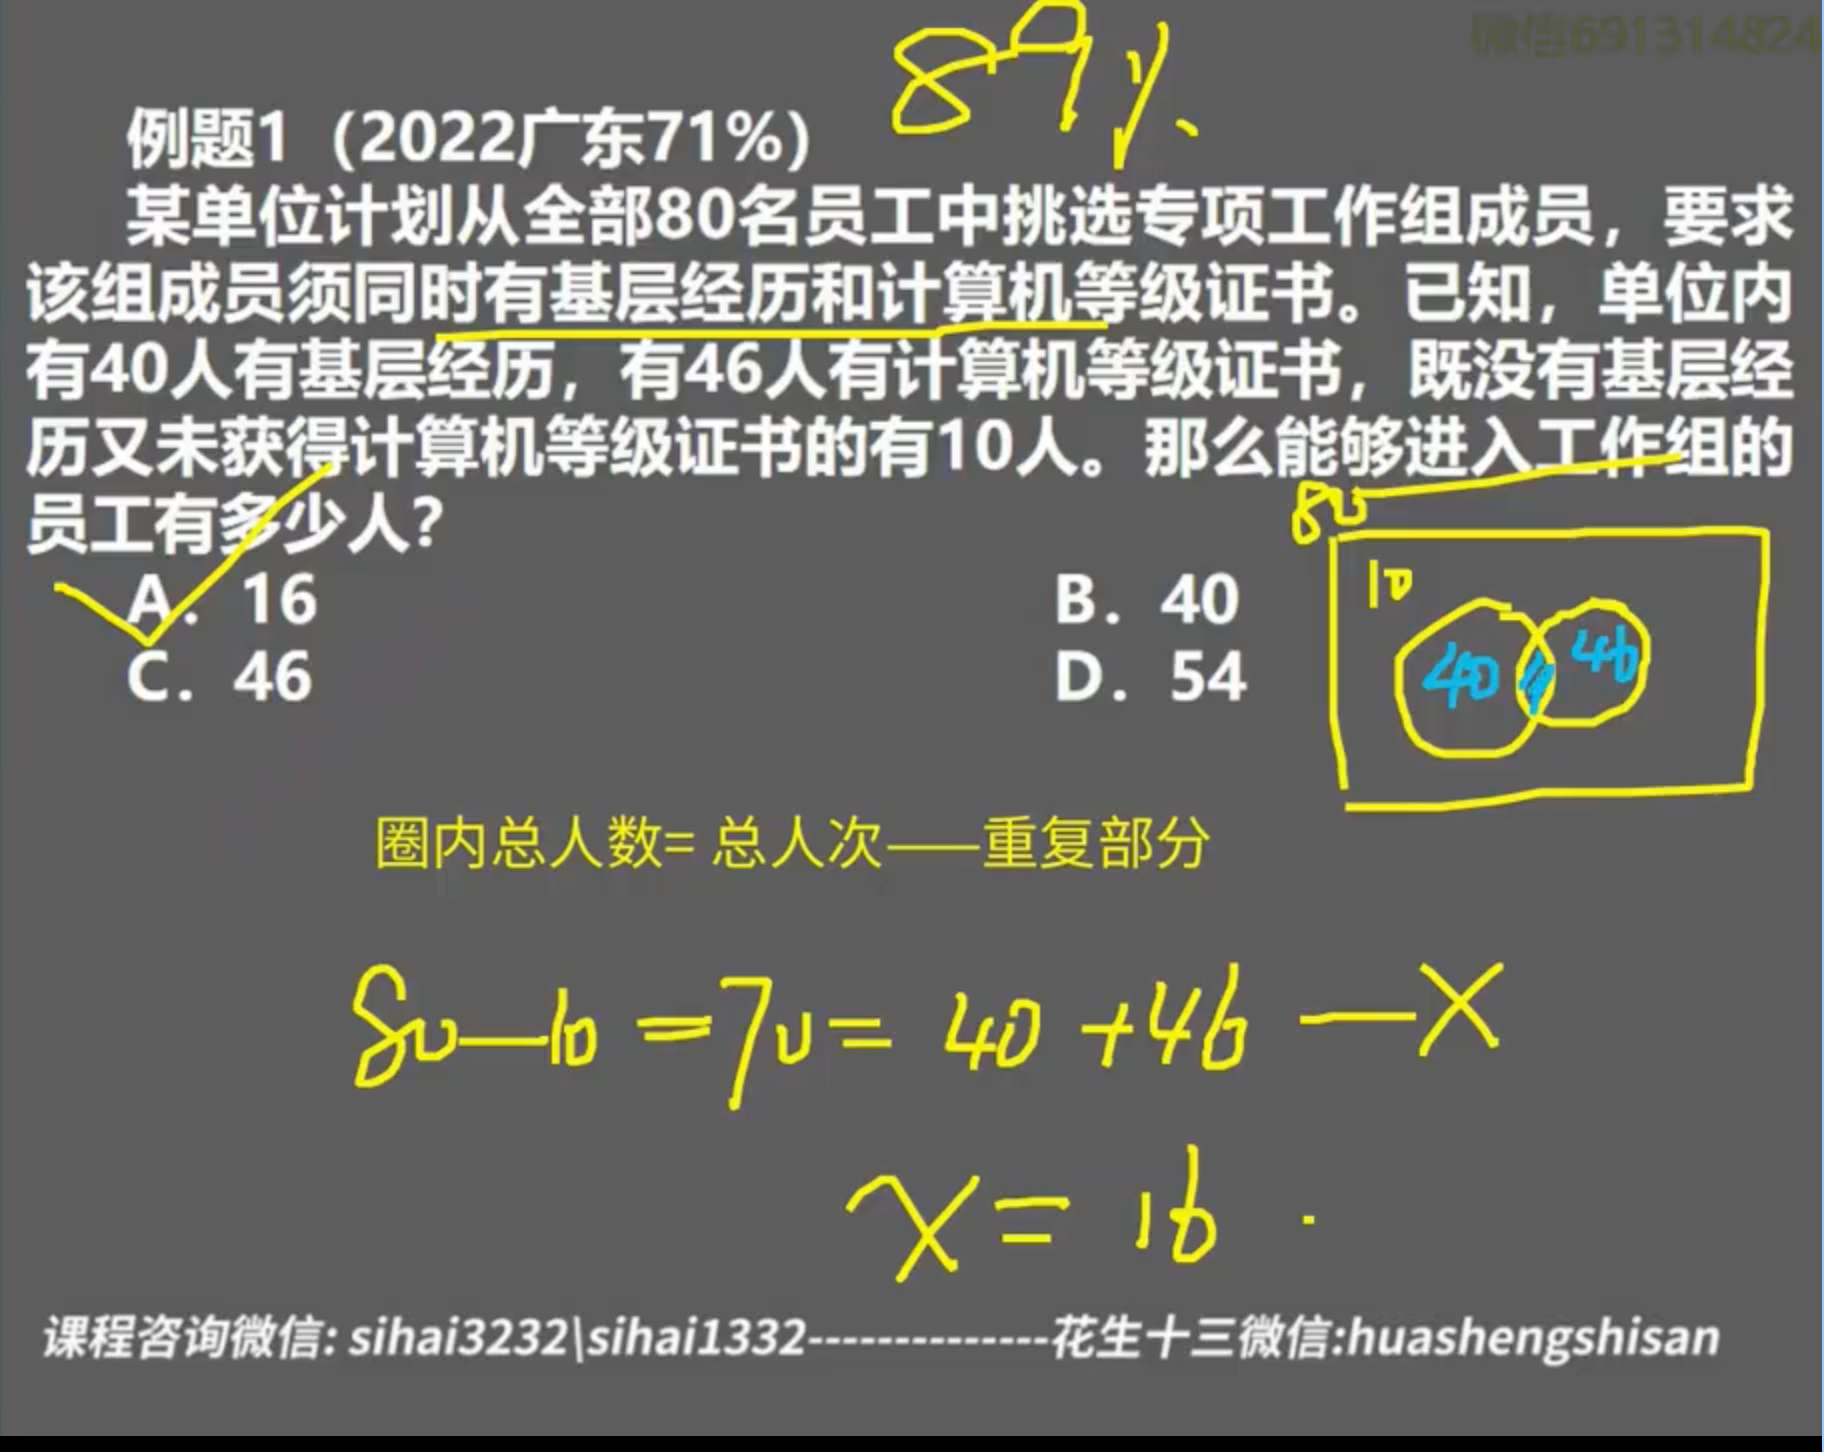 微信691314824
89%
例题1（2022广东71%）
某单位计划从全部80名员工中挑选专项工作组成员，要求
该组成员须同时有基层经历和计算机等级证书。已知，单位内
有40人有基层经历，有46人有计算机等级证书，既没有基层经
历又未获得计算机等级证书的有10人。那么能够进入工作组的
员工有多少人？
80
A．16 B．40
10
40 46
C．46 D．54
圈内总人数= 总人次——重复部分
80—10=70=40+46—X
X=16
课程咨询微信: sihai3232\sihai1332--------------花生十三微信:huashengshisan